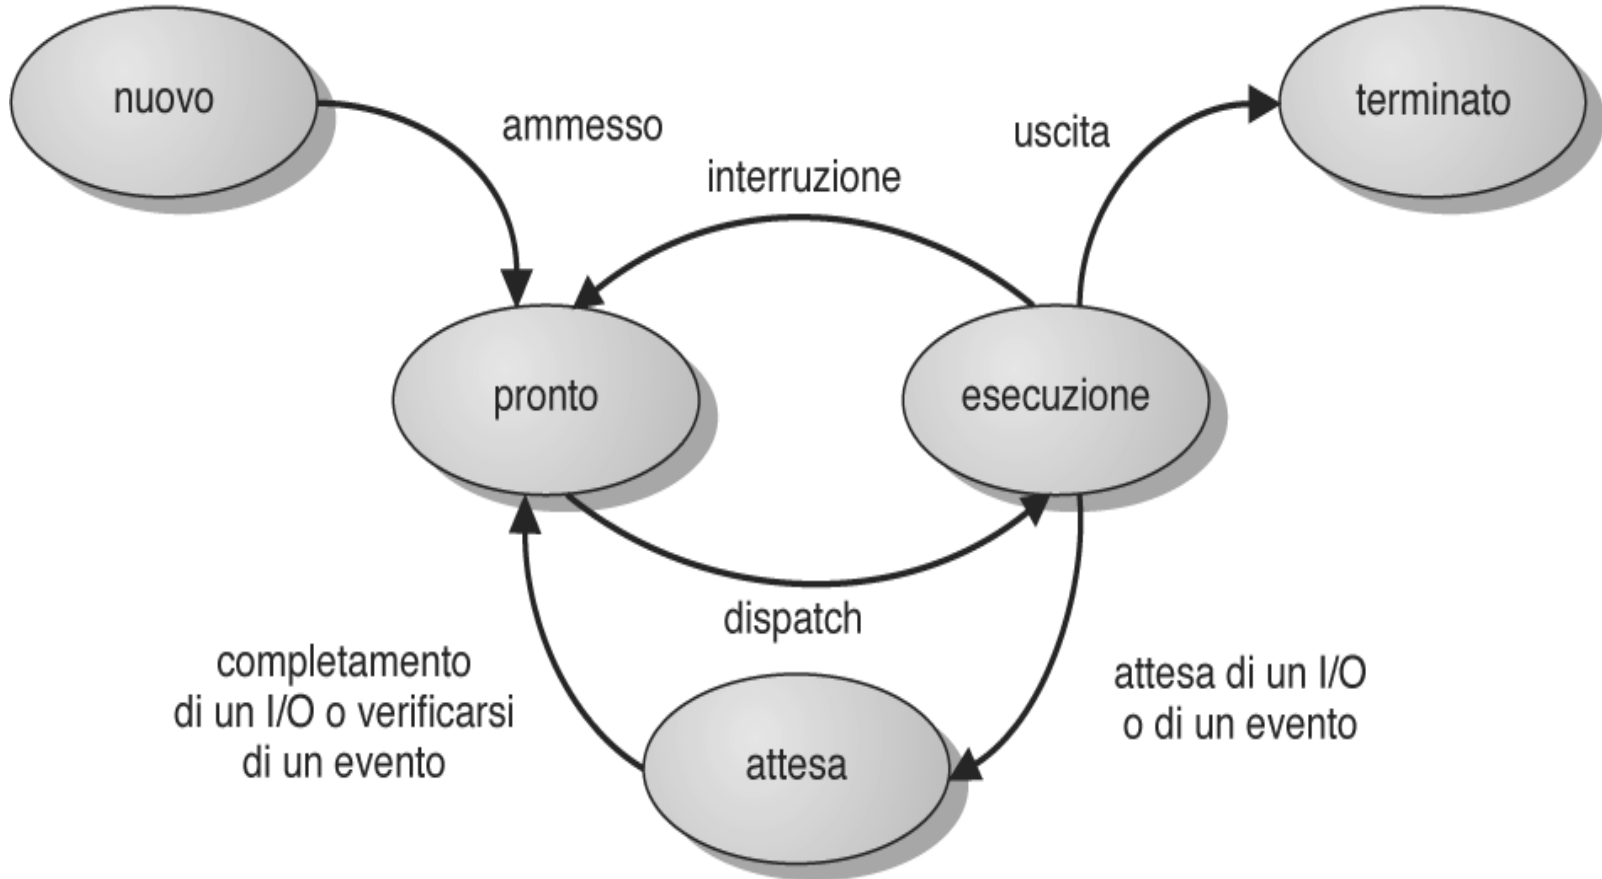 nuovo
terminato
ammesso
uscita
interruzione
pronto
esecuzione
dispatch
completamento
di un I/O o verificarsi
di un evento
attesa di un I/O
o di un evento
attesa